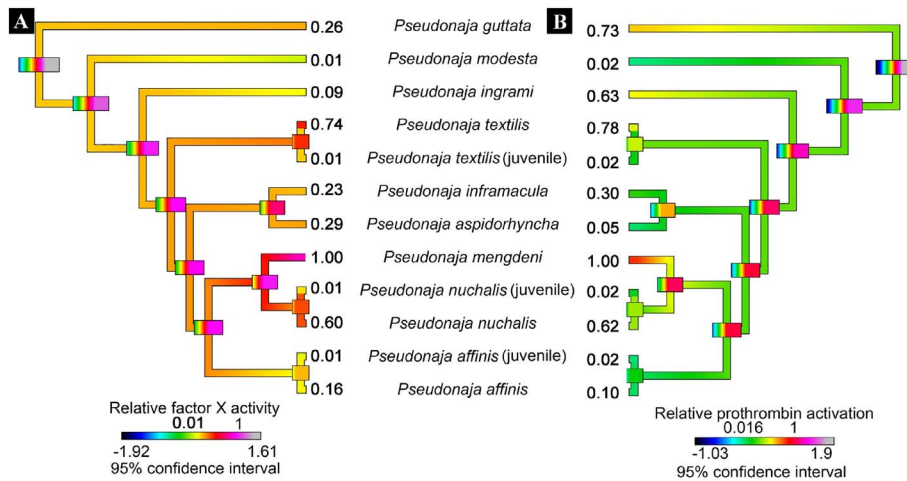 A B
0.26 Pseudonaja guttata 0.73
0.01 Pseudonaja modesta 0.02
0.09 Pseudonaja ingrami 0.63
0.74 Pseudonaja textilis 0.78
0.01 Pseudonaja textilis (juvenile) 0.02
0.23 Pseudonaja inframacula 0.30
0.29 Pseudonaja aspidorhyncha 0.05
1.00 Pseudonaja mengdeni 1.00
0.01 Pseudonaja nuchalis (juvenile) 0.02
0.60 Pseudonaja nuchalis 0.62
0.01 Pseudonaja affinis (juvenile) 0.02
0.16 Pseudonaja affinis 0.10
Relative factor X activity
0.01 1
-1.92 1.61
95% confidence interval
Relative prothrombin activation
0.016 1
-1.03 1.9
95% confidence interval